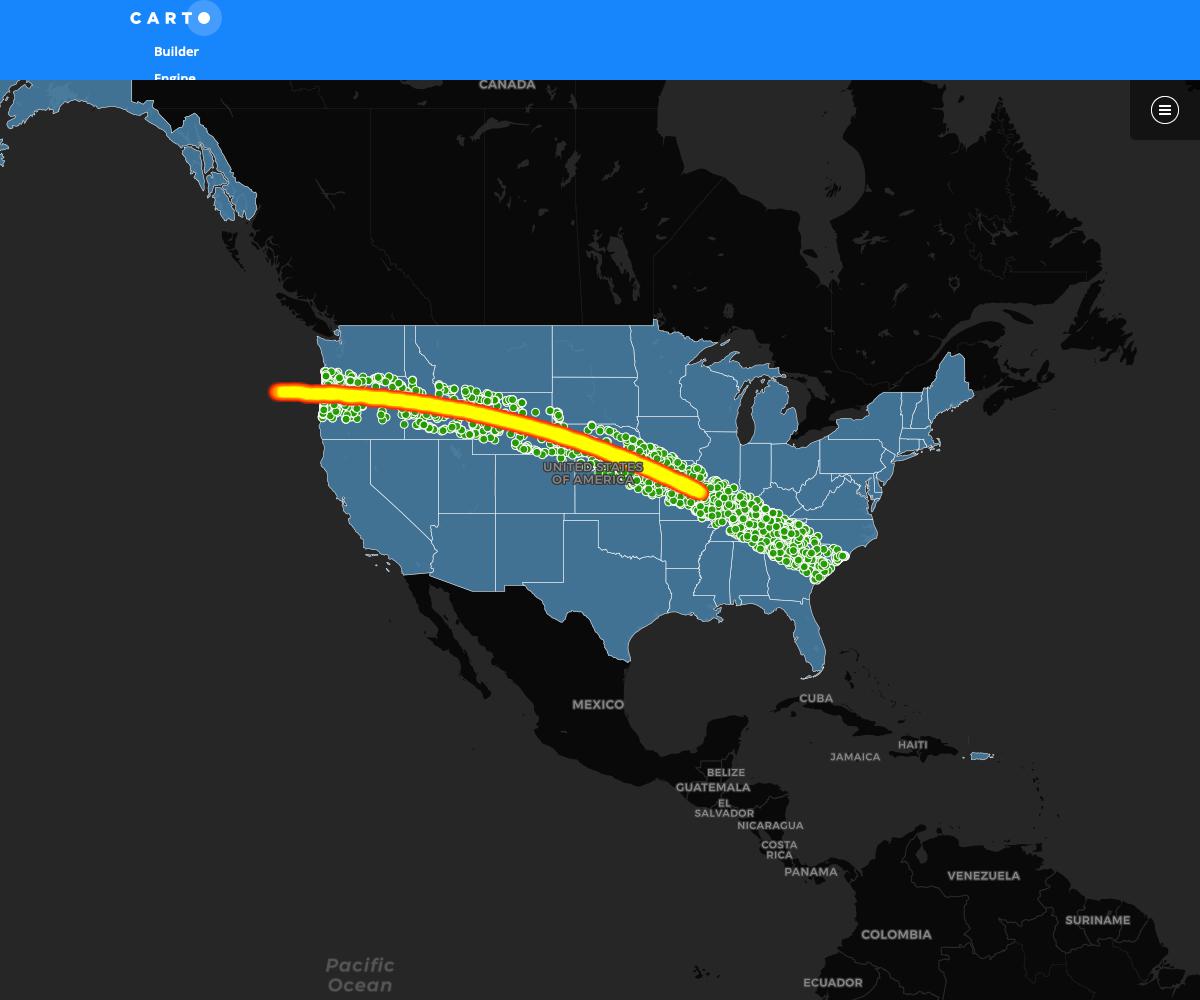 CARTO
Builder
Engine
CANADA
UNITED STATES
OF AMERICA
MEXICO
CUBA
HAITI
JAMAICA
BELIZE
GUATEMALA
EL
SALVADOR
NICARAGUA
COSTA
RICA
PANAMA
VENEZUELA
SURINAME
COLOMBIA
Pacific
Ocean
ECUADOR